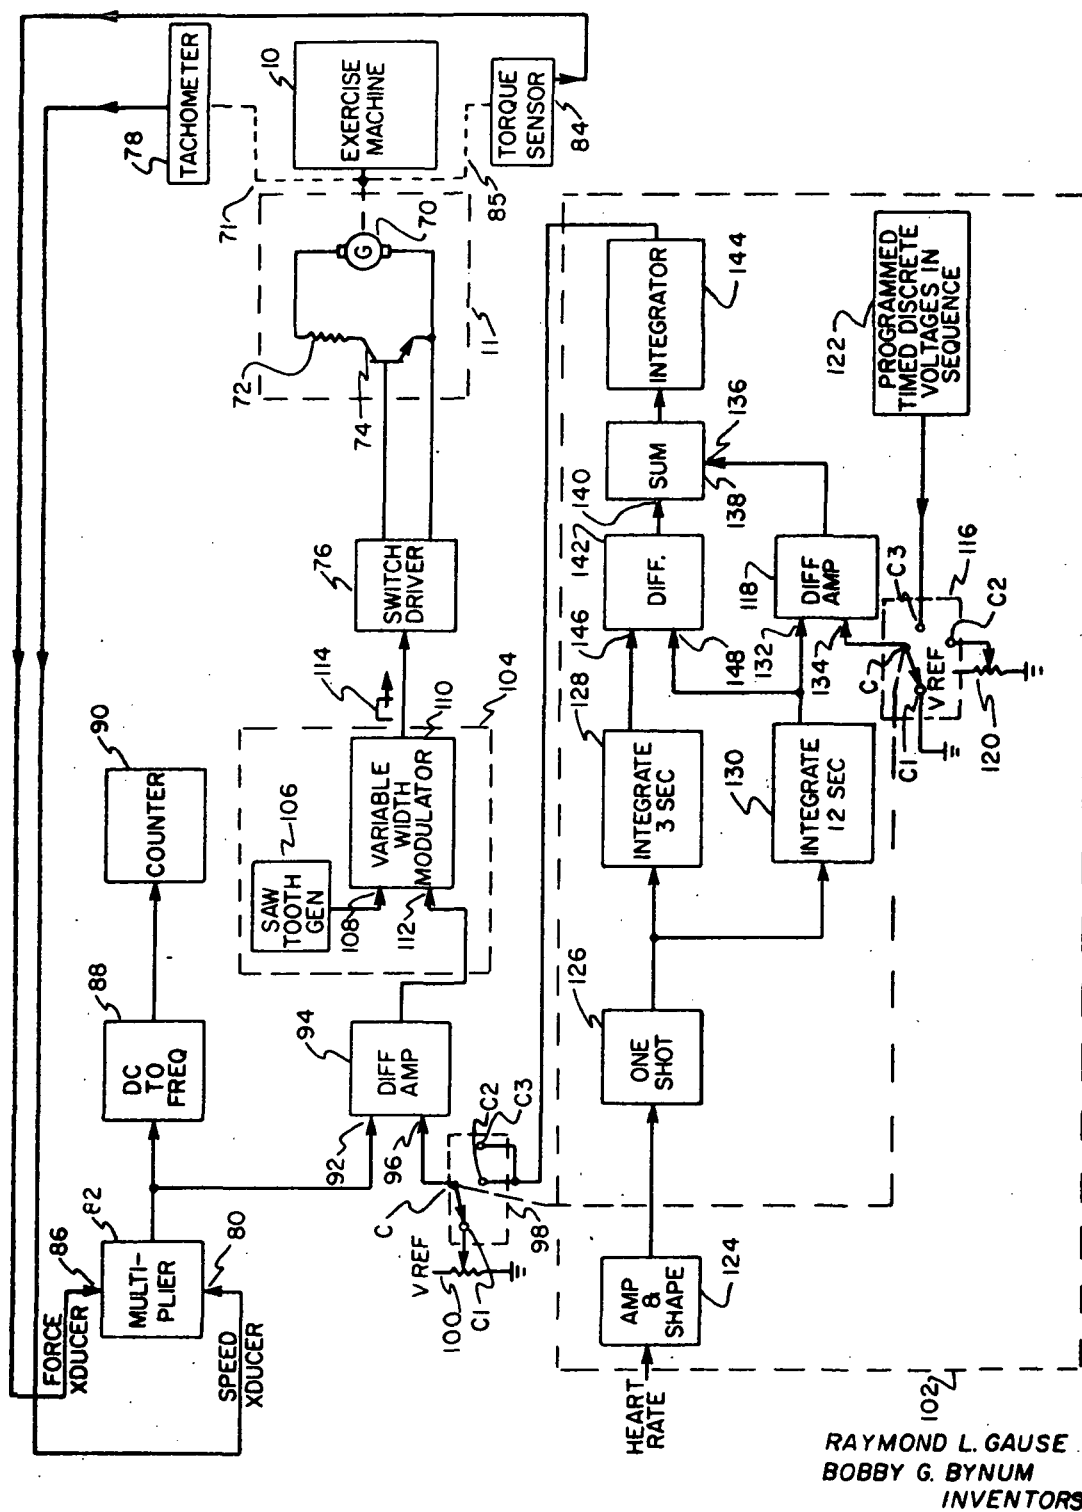 TACHOMETER
78
71
EXERCISE
MACHINE
10
TORQUE
SENSOR
84
85
70
G
72
74
11
SWITCH
DRIVER
76
114
104
90
COUNTER
106
SAW
TOOTH
GEN
108
VARIABLE
WIDTH
MODULATOR
110
112
88
DC
TO
FREQ
94
DIFF
AMP
92
96
82
86
MULTI-
PLIER
80
FORCE
XDUCER
SPEED
XDUCER
C
C2
C3
98
V REF
100
C1
INTEGRATOR
144
122
PROGRAMMED
TIMED DISCRETE
VOLTAGES IN
SEQUENCE
SUM
136
138
140
142
DIFF.
146
148
118
DIFF
AMP
132
134
C3
116
C2
C
V REF
C1
120
128
INTEGRATE
3 SEC
130
INTEGRATE
12 SEC
126
ONE
SHOT
AMP
&
SHAPE
124
HEART
RATE
102
RAYMOND L. GAUSE
BOBBY G. BYNUM
INVENTORS